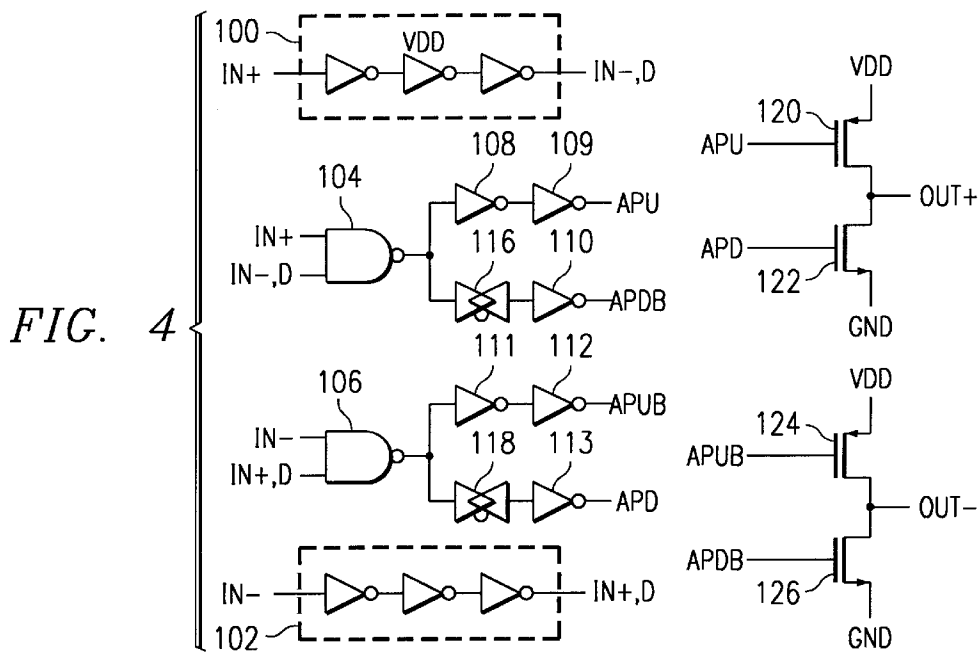 100
VDD
IN+
IN-,D
VDD
120
APU
OUT+
APD
122
GND
108
109
104
APU
IN+
116
110
IN-,D
APDB
FIG. 4
111
112
106
APUB
IN-
118
113
IN+,D
APD
VDD
124
APUB
OUT-
APDB
126
GND
IN-
IN+,D
102